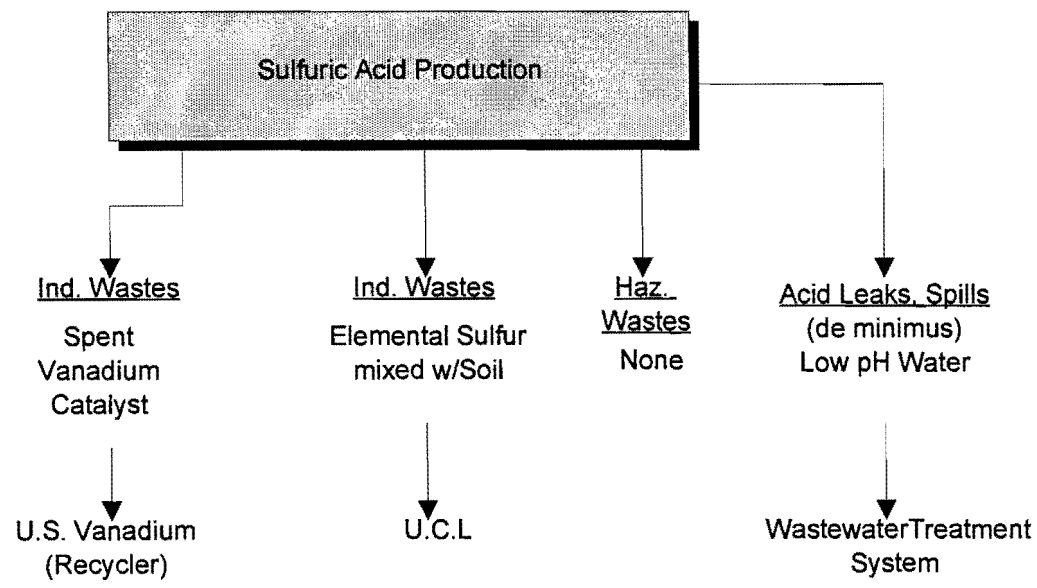 Sulfuric Acid Production
Ind. Wastes
Spent
Vanadium
Catalyst
U.S. Vanadium
(Recycler)
Ind. Wastes
Elemental Sulfur
mixed w/Soil
U.C.L
Haz.
Wastes
None
Acid Leaks, Spills
(de minimus)
Low pH Water
WastewaterTreatment
System